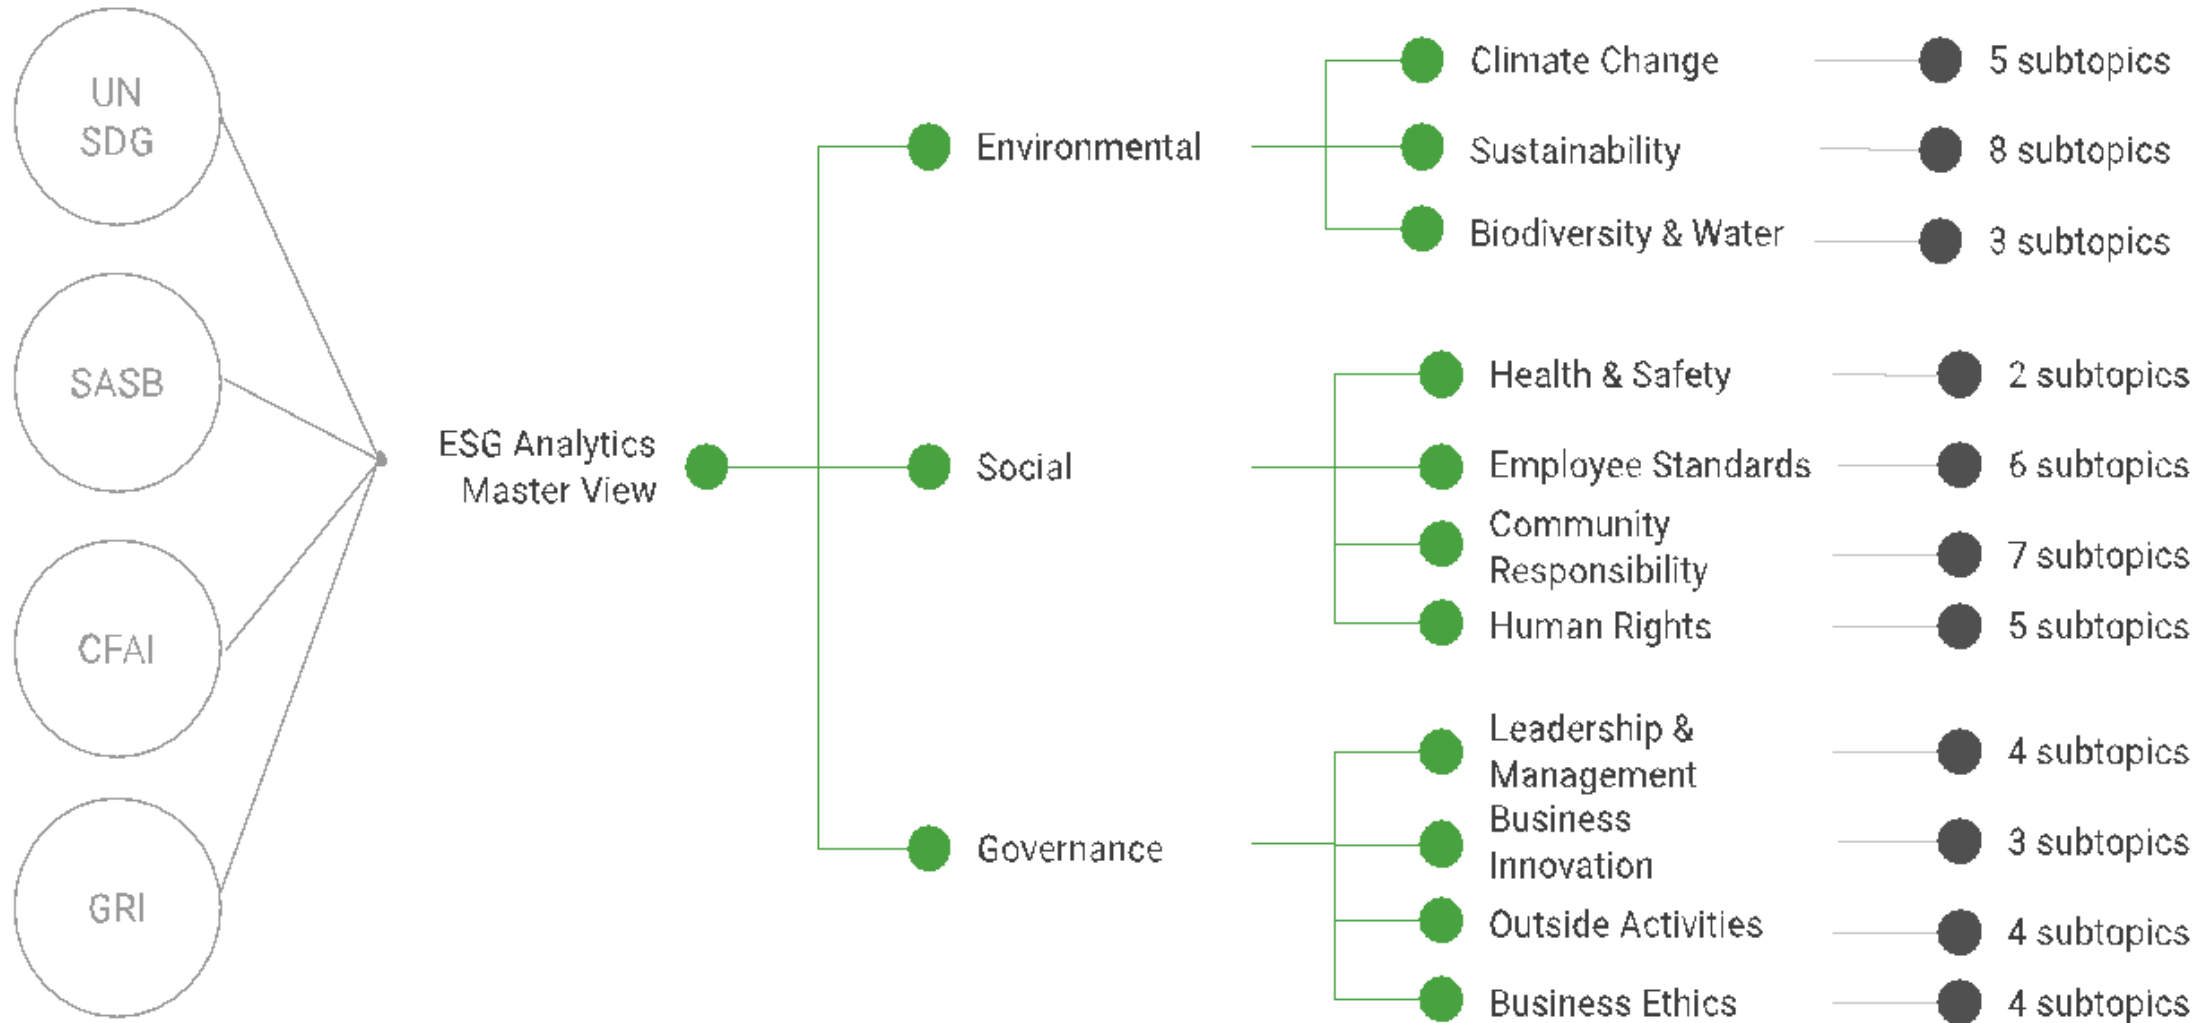 UN
SDG
SASB
CFAI
GRI
ESG Analytics
Master View
Environmental
Climate Change
5 subtopics
Sustainability
8 subtopics
Biodiversity & Water
3 subtopics
Social
Health & Safety
2 subtopics
Employee Standards
6 subtopics
Community
Responsibility
7 subtopics
Human Rights
5 subtopics
Governance
Leadership &
Management
4 subtopics
Business
Innovation
3 subtopics
Outside Activities
4 subtopics
Business Ethics
4 subtopics